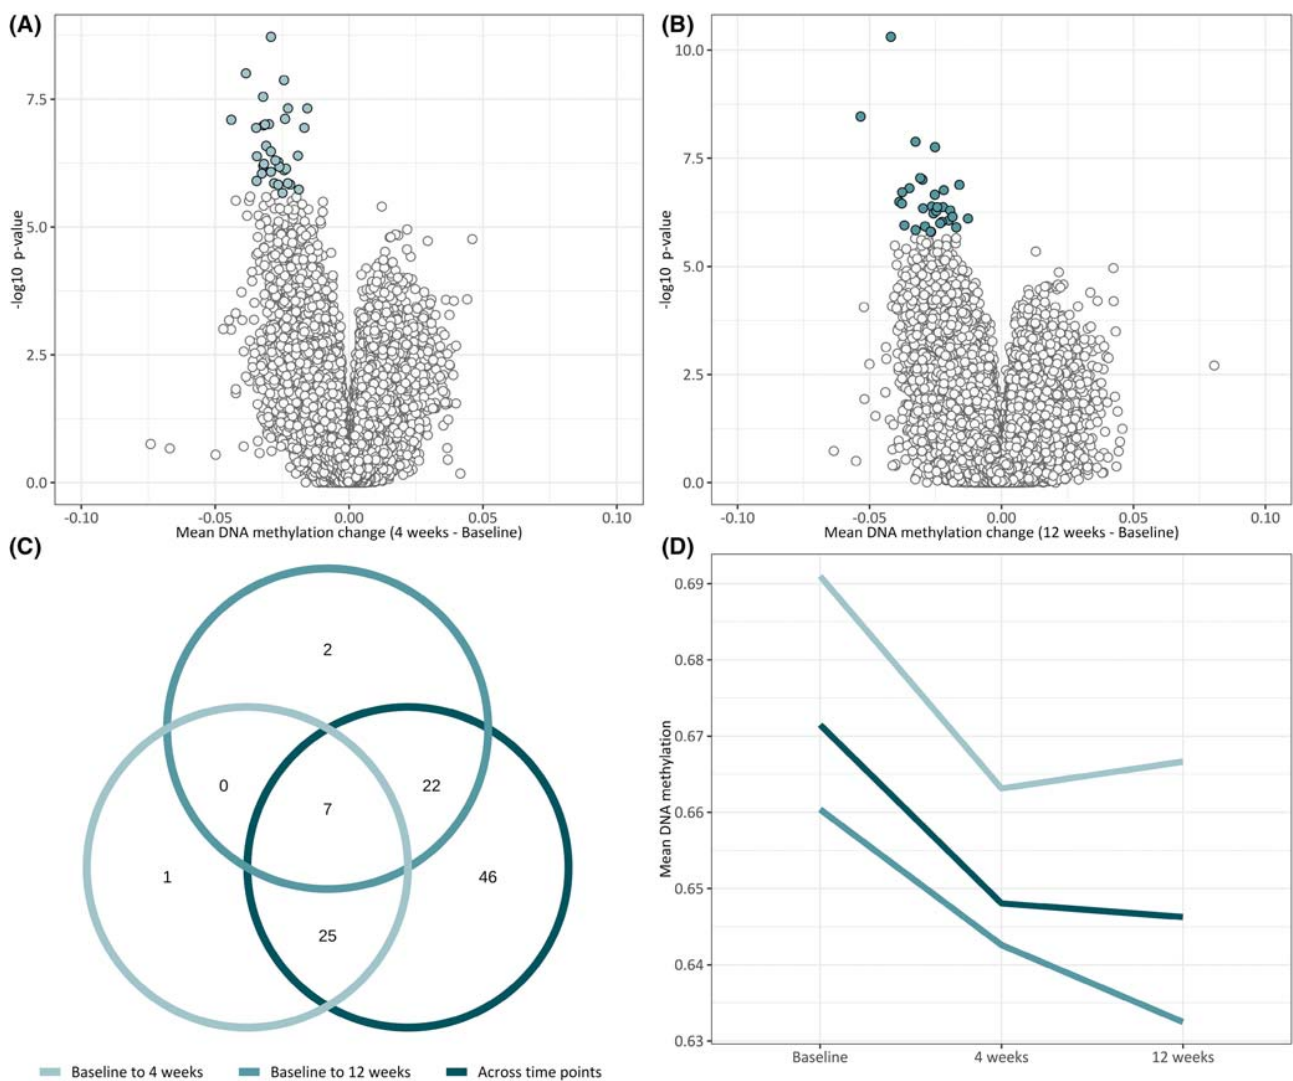 (A)
-log10 p-value
7.5
5.0
2.5
0.0
-0.10 -0.05 0.00 0.05 0.10
Mean DNA methylation change (4 weeks - Baseline)
(B)
-log10 p-value
10.0
7.5
5.0
2.5
0.0
-0.10 -0.05 0.00 0.05 0.10
Mean DNA methylation change (12 weeks - Baseline)
(C)
2
0
7
22
1
46
25
Baseline to 4 weeks Baseline to 12 weeks Across time points
(D)
Mean DNA methylation
0.69
0.68
0.67
0.66
0.65
0.64
0.63
Baseline 4 weeks 12 weeks